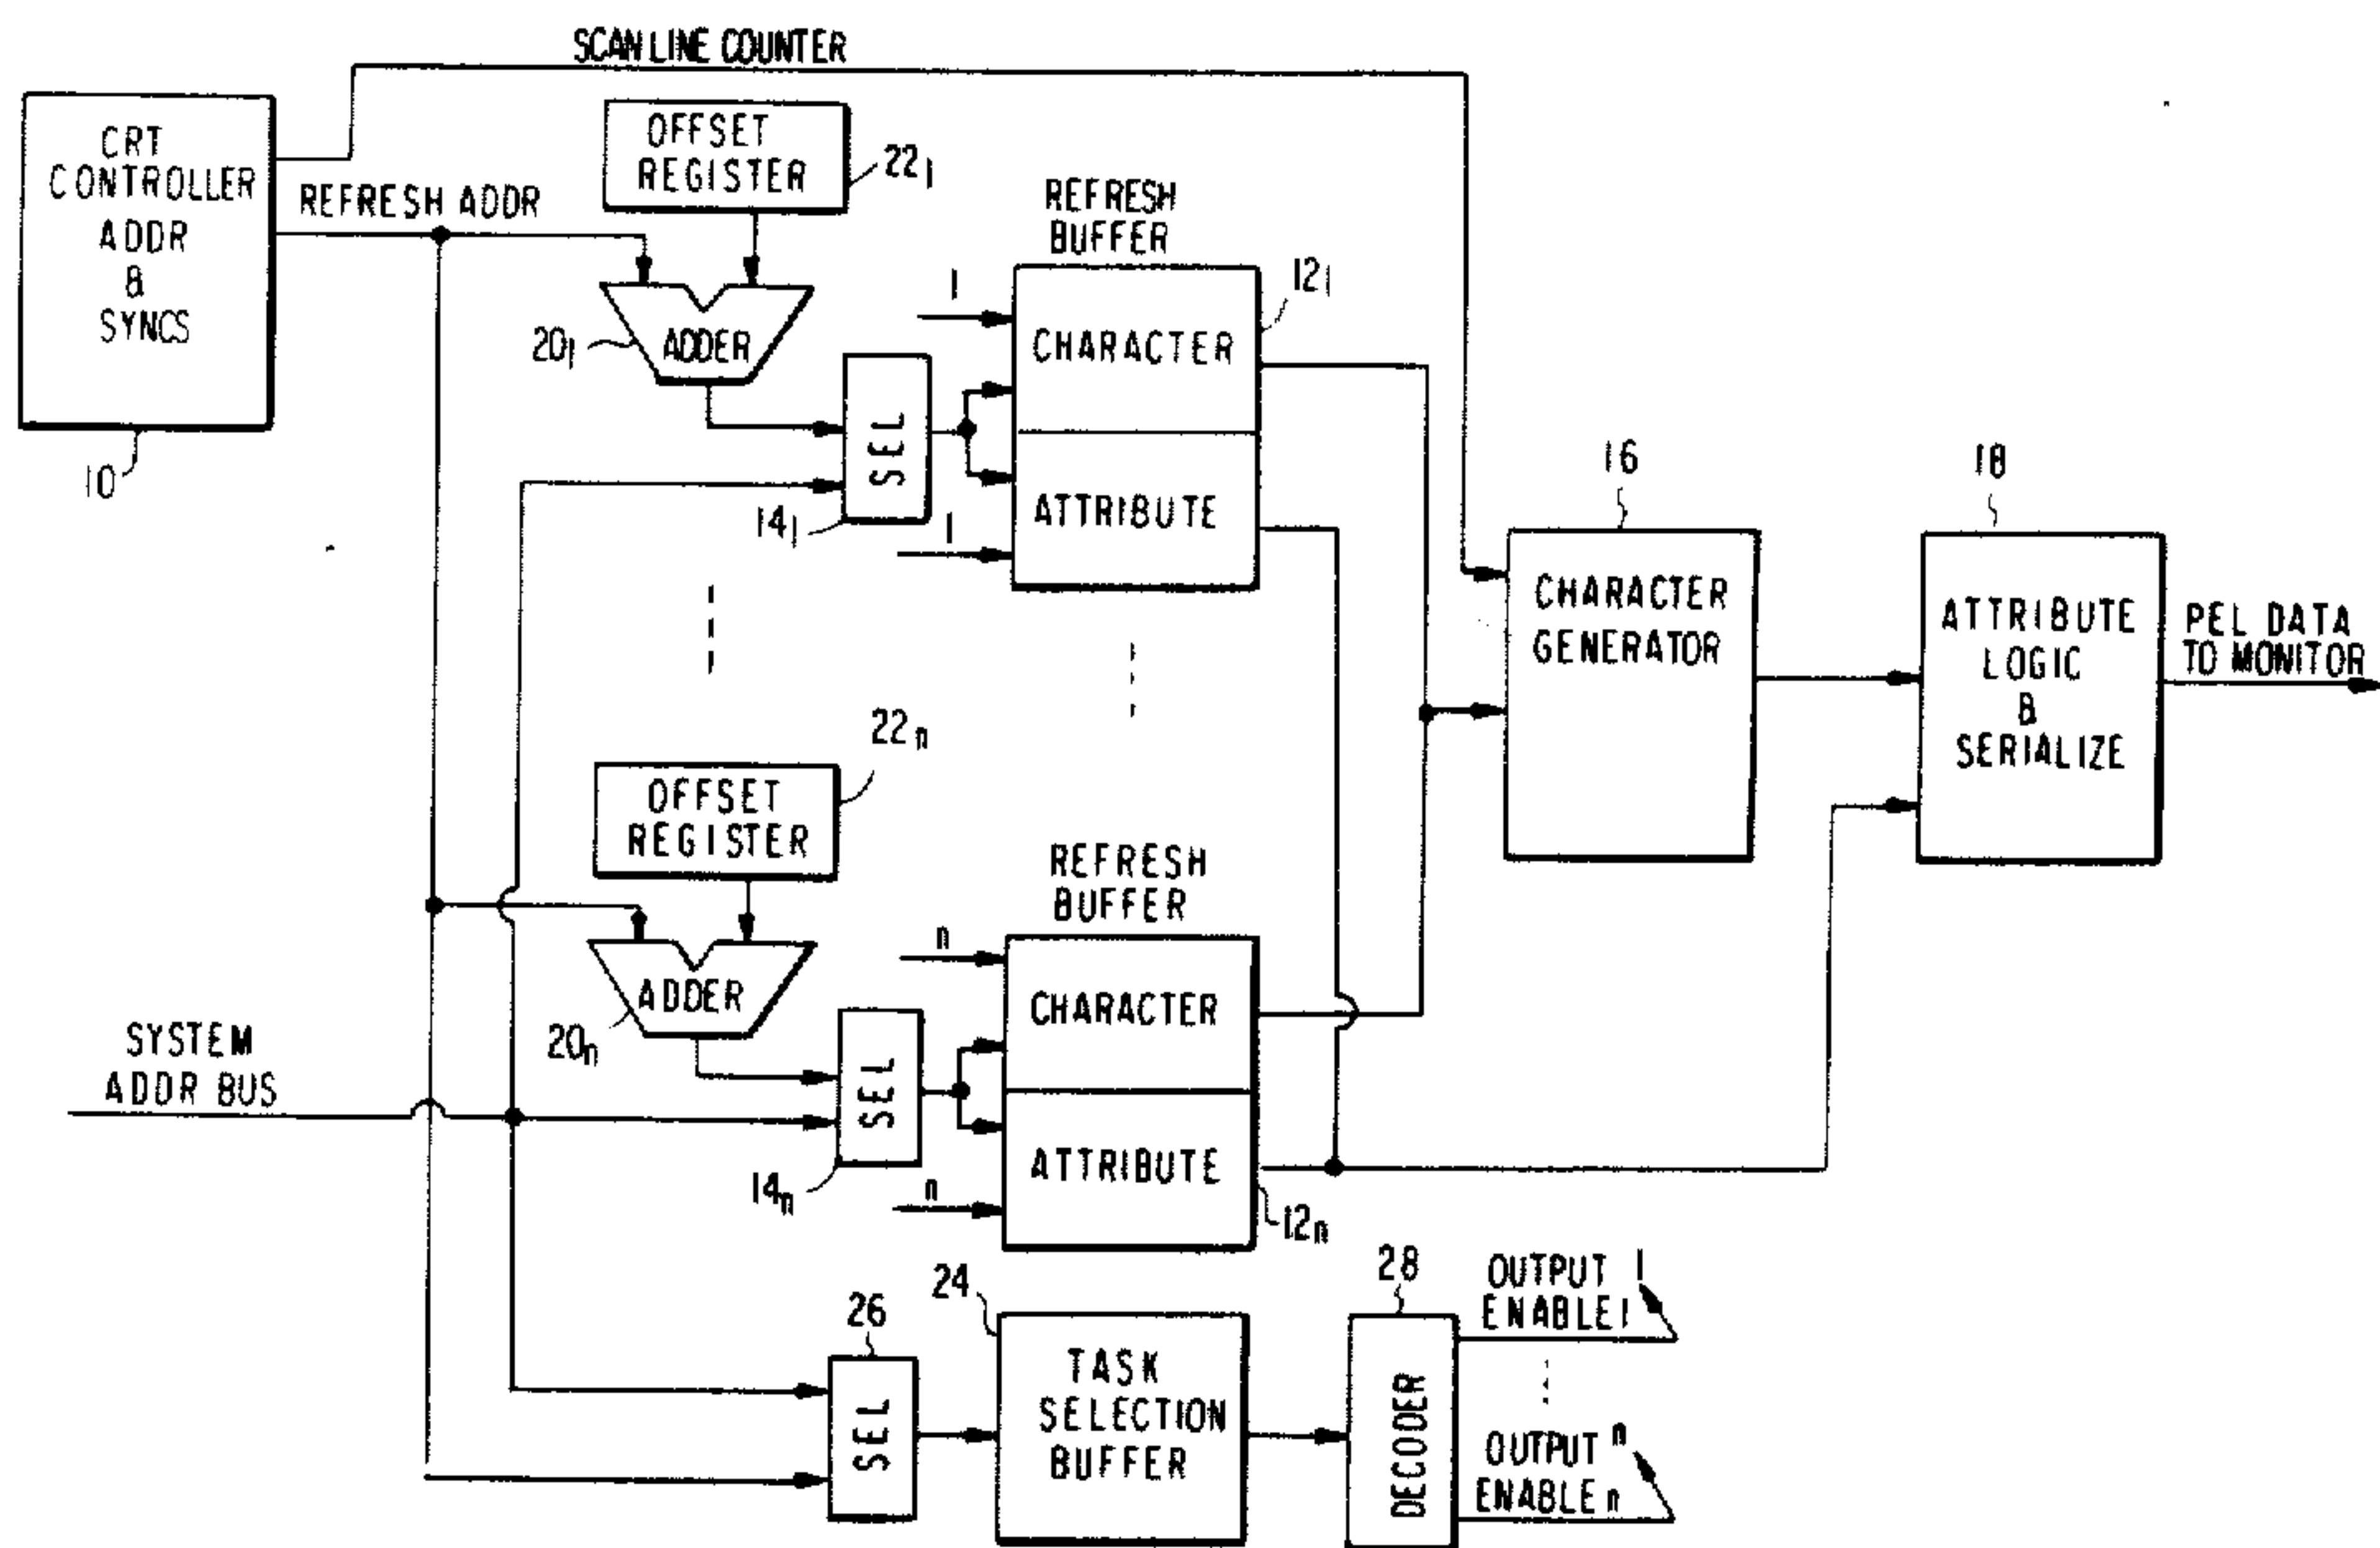 SCAN LINE COUNTER
CRT
CONTROLLER
ADDR
&
SYNCS
10
REFRESH ADDR
OFFSET
REGISTER
22₁
ADDER
20₁
SEL
14₁
REFRESH
BUFFER
1
CHARACTER
ATTRIBUTE
1
12₁
16
CHARACTER
GENERATOR
18
ATTRIBUTE
LOGIC
&
SERIALIZE
PEL DATA
TO MONITOR
OFFSET
REGISTER
22ₙ
ADDER
20ₙ
SYSTEM
ADDR BUS
SEL
14ₙ
REFRESH
BUFFER
n
CHARACTER
ATTRIBUTE
n
12ₙ
26
SEL
24
TASK
SELECTION
BUFFER
28
DECODER
OUTPUT 1
ENABLE 1
OUTPUT n
ENABLE n